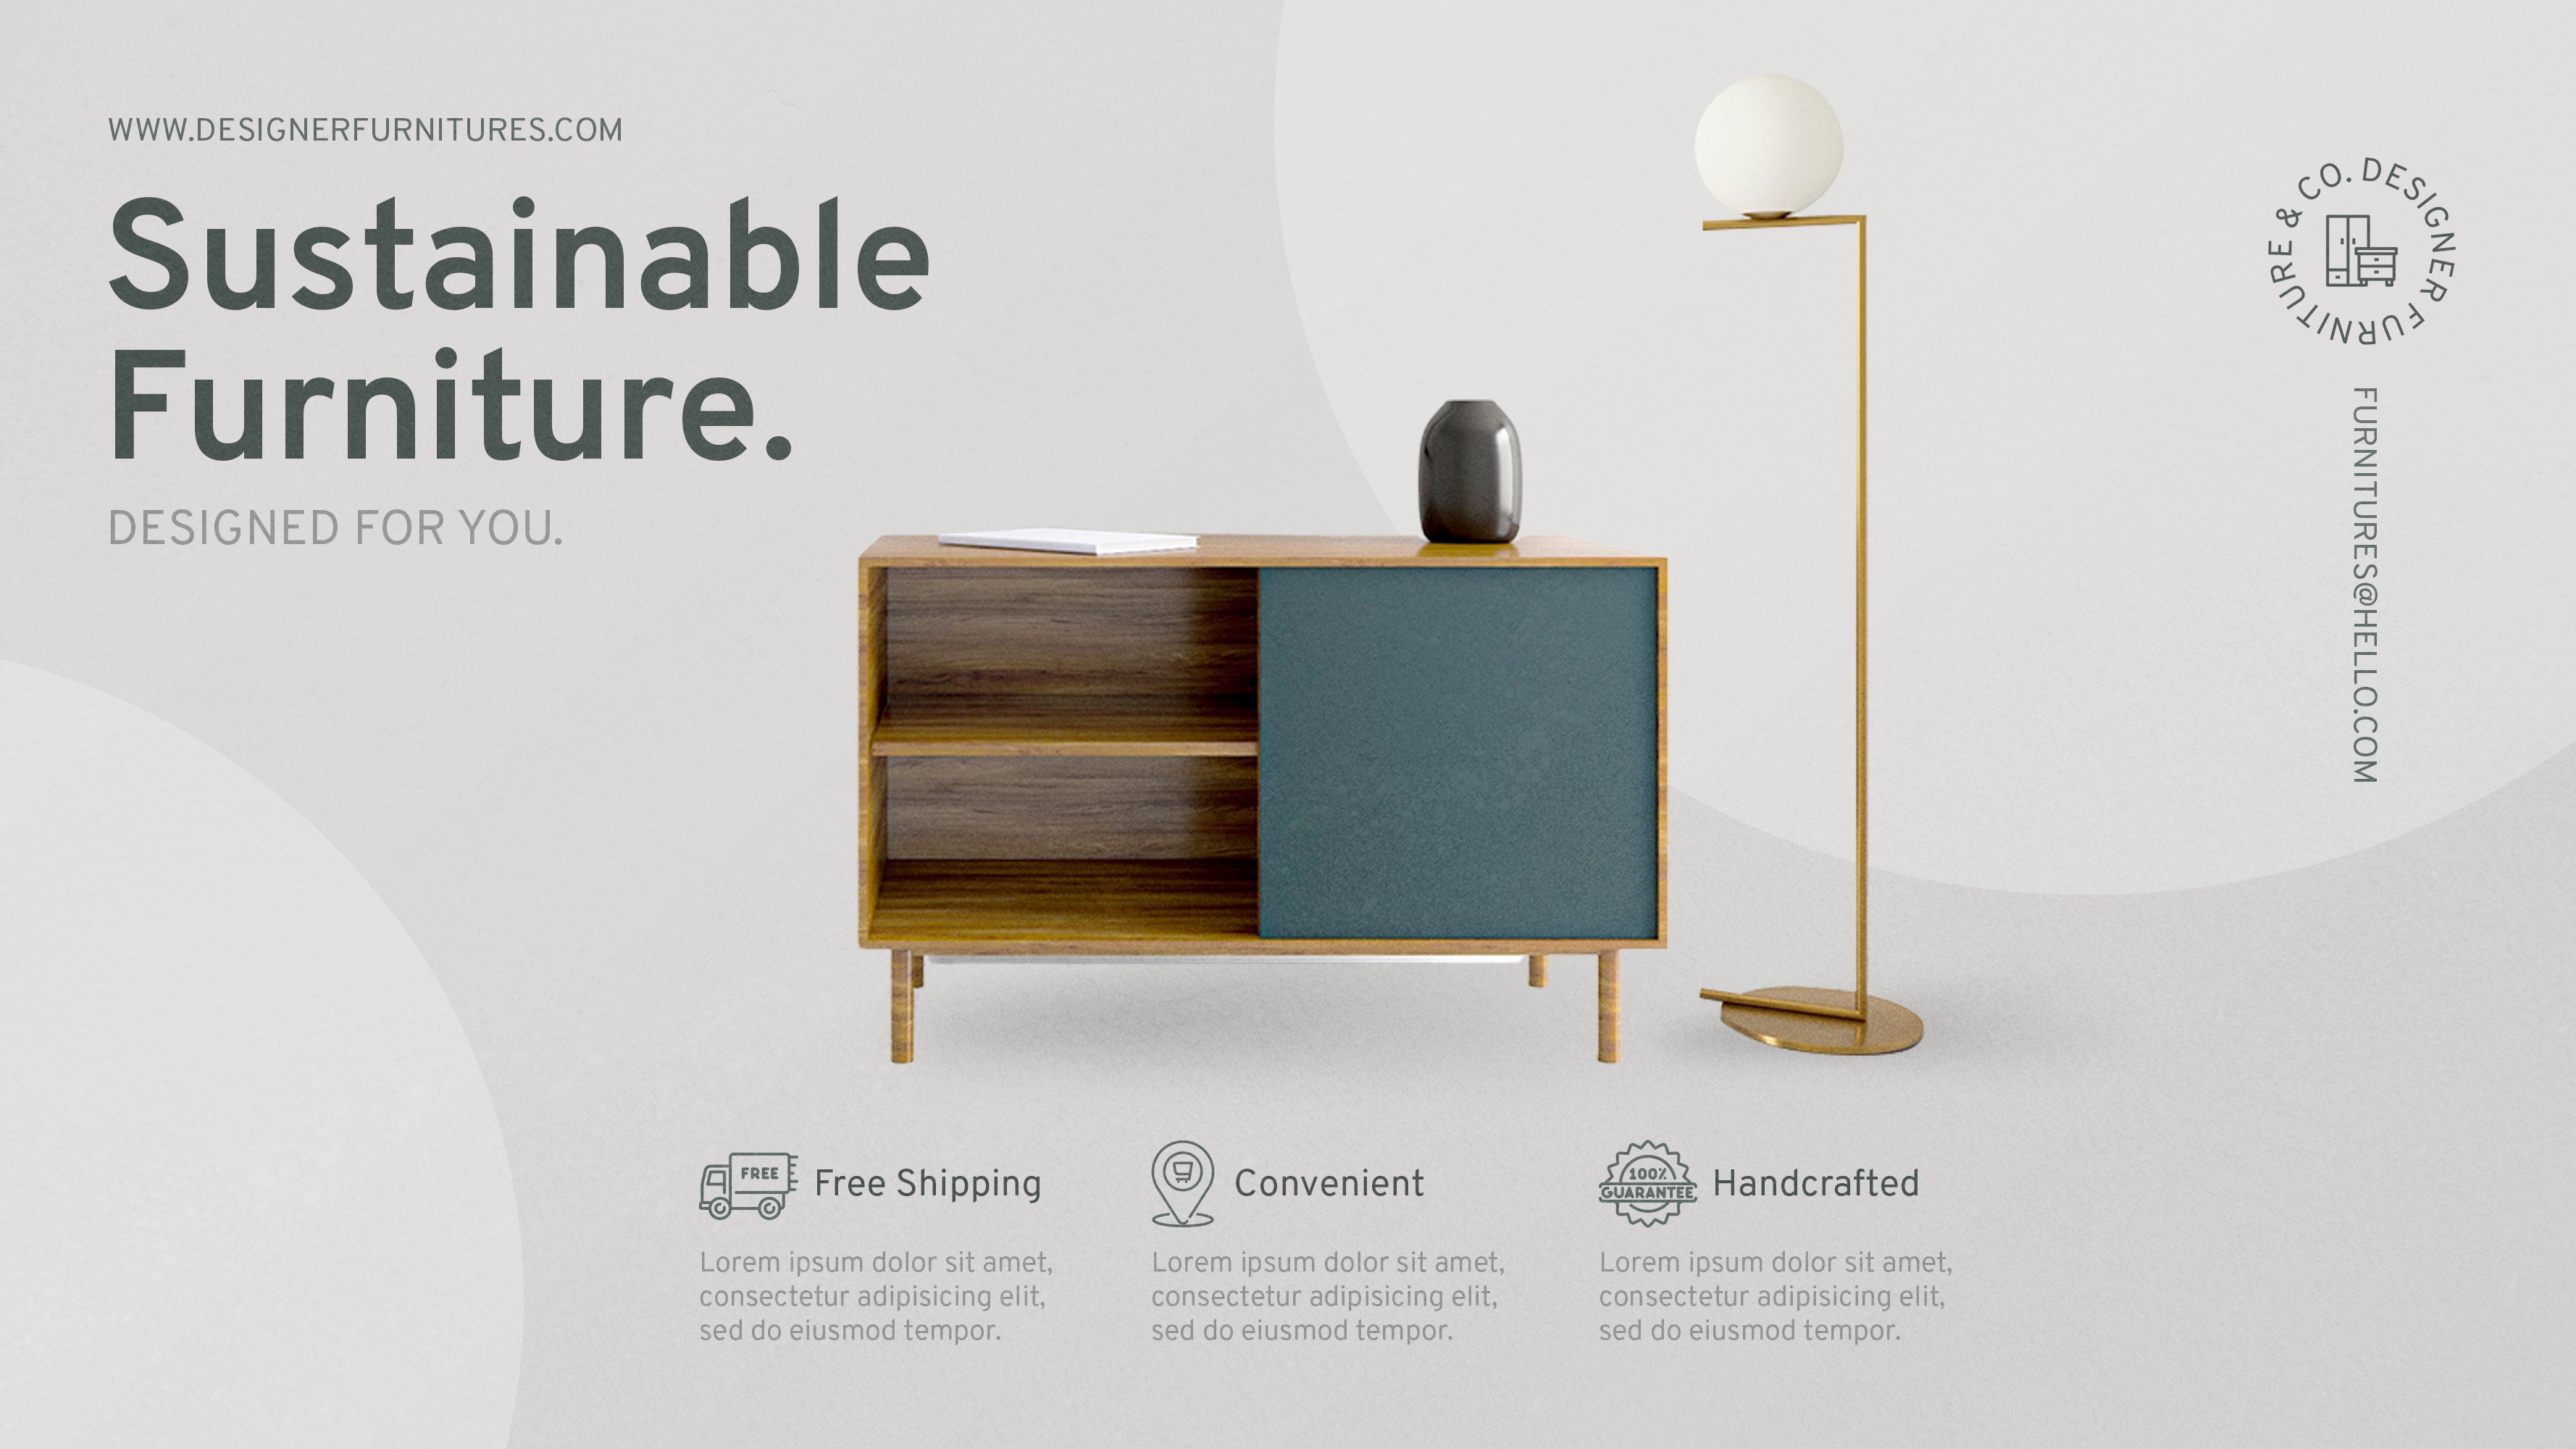 WWW.DESIGNERFURNITURES.COM
Sustainable
Furniture.
DESIGNED FOR YOU.
DESIGNER FURNITURE & CO.
FURNITURES@HELLO.COM
FREE
Free Shipping
Lorem ipsum dolor sit amet,
consectetur adipisicing elit,
sed do eiusmod tempor.
Convenient
Lorem ipsum dolor sit amet,
consectetur adipisicing elit,
sed do eiusmod tempor.
100%
GUARANTEE
Handcrafted
Lorem ipsum dolor sit amet,
consectetur adipisicing elit,
sed do eiusmod tempor.